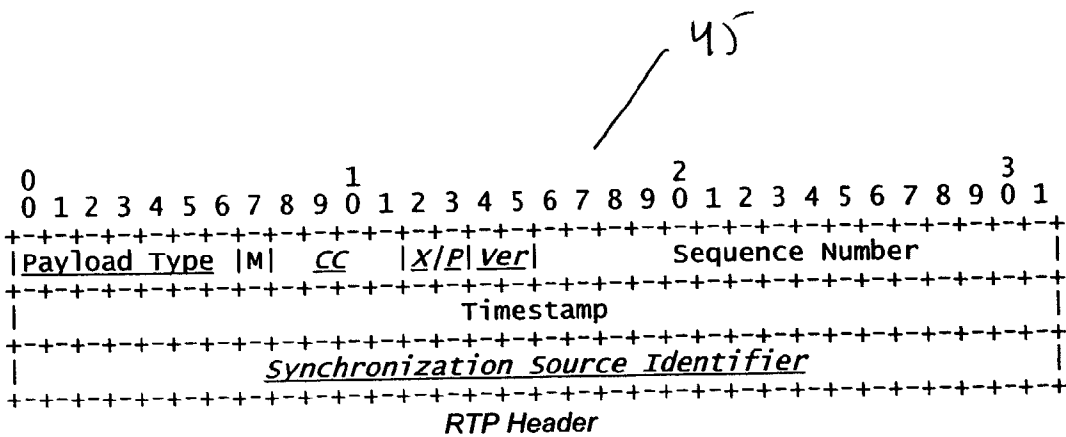 45
0 1 2 3
0 1 2 3 4 5 6 7 8 9 0 1 2 3 4 5 6 7 8 9 0 1 2 3 4 5 6 7 8 9 0 1
+-+-+-+-+-+-+-+-+-+-+-+-+-+-+-+-+-+-+-+-+-+-+-+-+-+-+-+-+-+-+-+-+
|Payload Type |M| CC |X|P|Ver| Sequence Number |
+-+-+-+-+-+-+-+-+-+-+-+-+-+-+-+-+-+-+-+-+-+-+-+-+-+-+-+-+-+-+-+-+
| Timestamp |
+-+-+-+-+-+-+-+-+-+-+-+-+-+-+-+-+-+-+-+-+-+-+-+-+-+-+-+-+-+-+-+-+
| Synchronization Source Identifier |
+-+-+-+-+-+-+-+-+-+-+-+-+-+-+-+-+-+-+-+-+-+-+-+-+-+-+-+-+-+-+-+-+
RTP Header